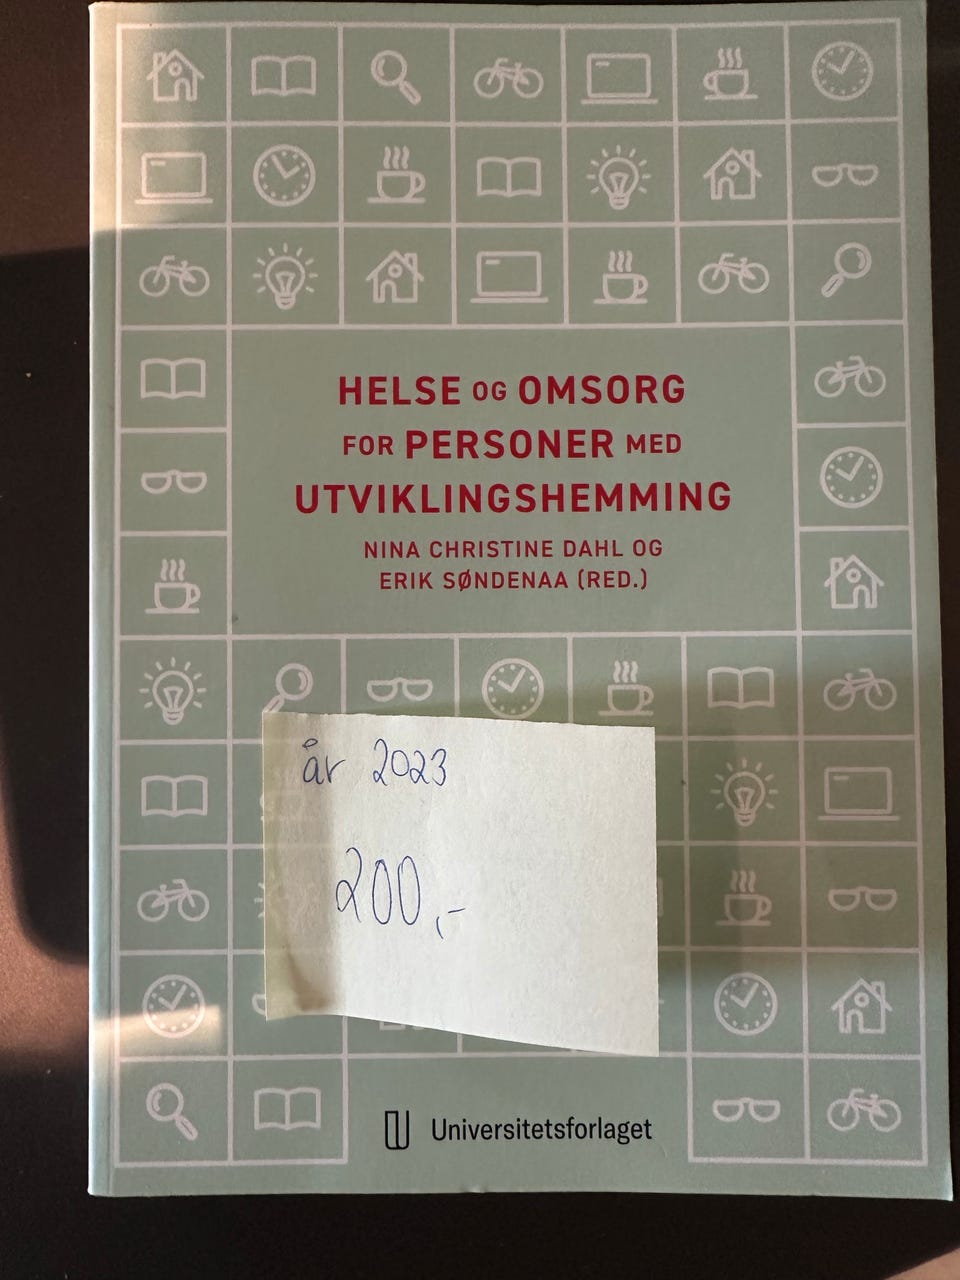 HELSE OG OMSORG
FOR PERSONER MED
UTVIKLINGSHEMMING
NINA CHRISTINE DAHL OG
ERIK SØNDENAA (RED.)
år 2023
200,-
Universitetsforlaget